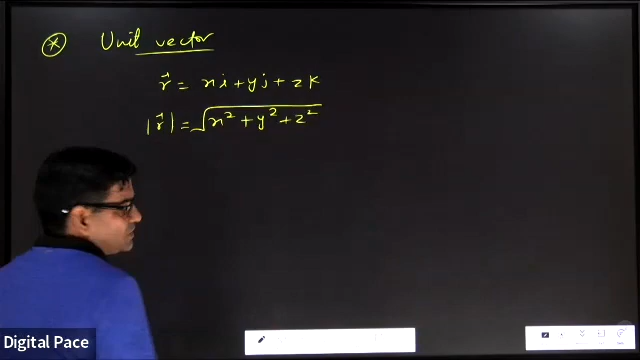 Unit vector
r⃗ = xi + yj + zk
|r⃗| = √x² + y² + z²
Digital Pace